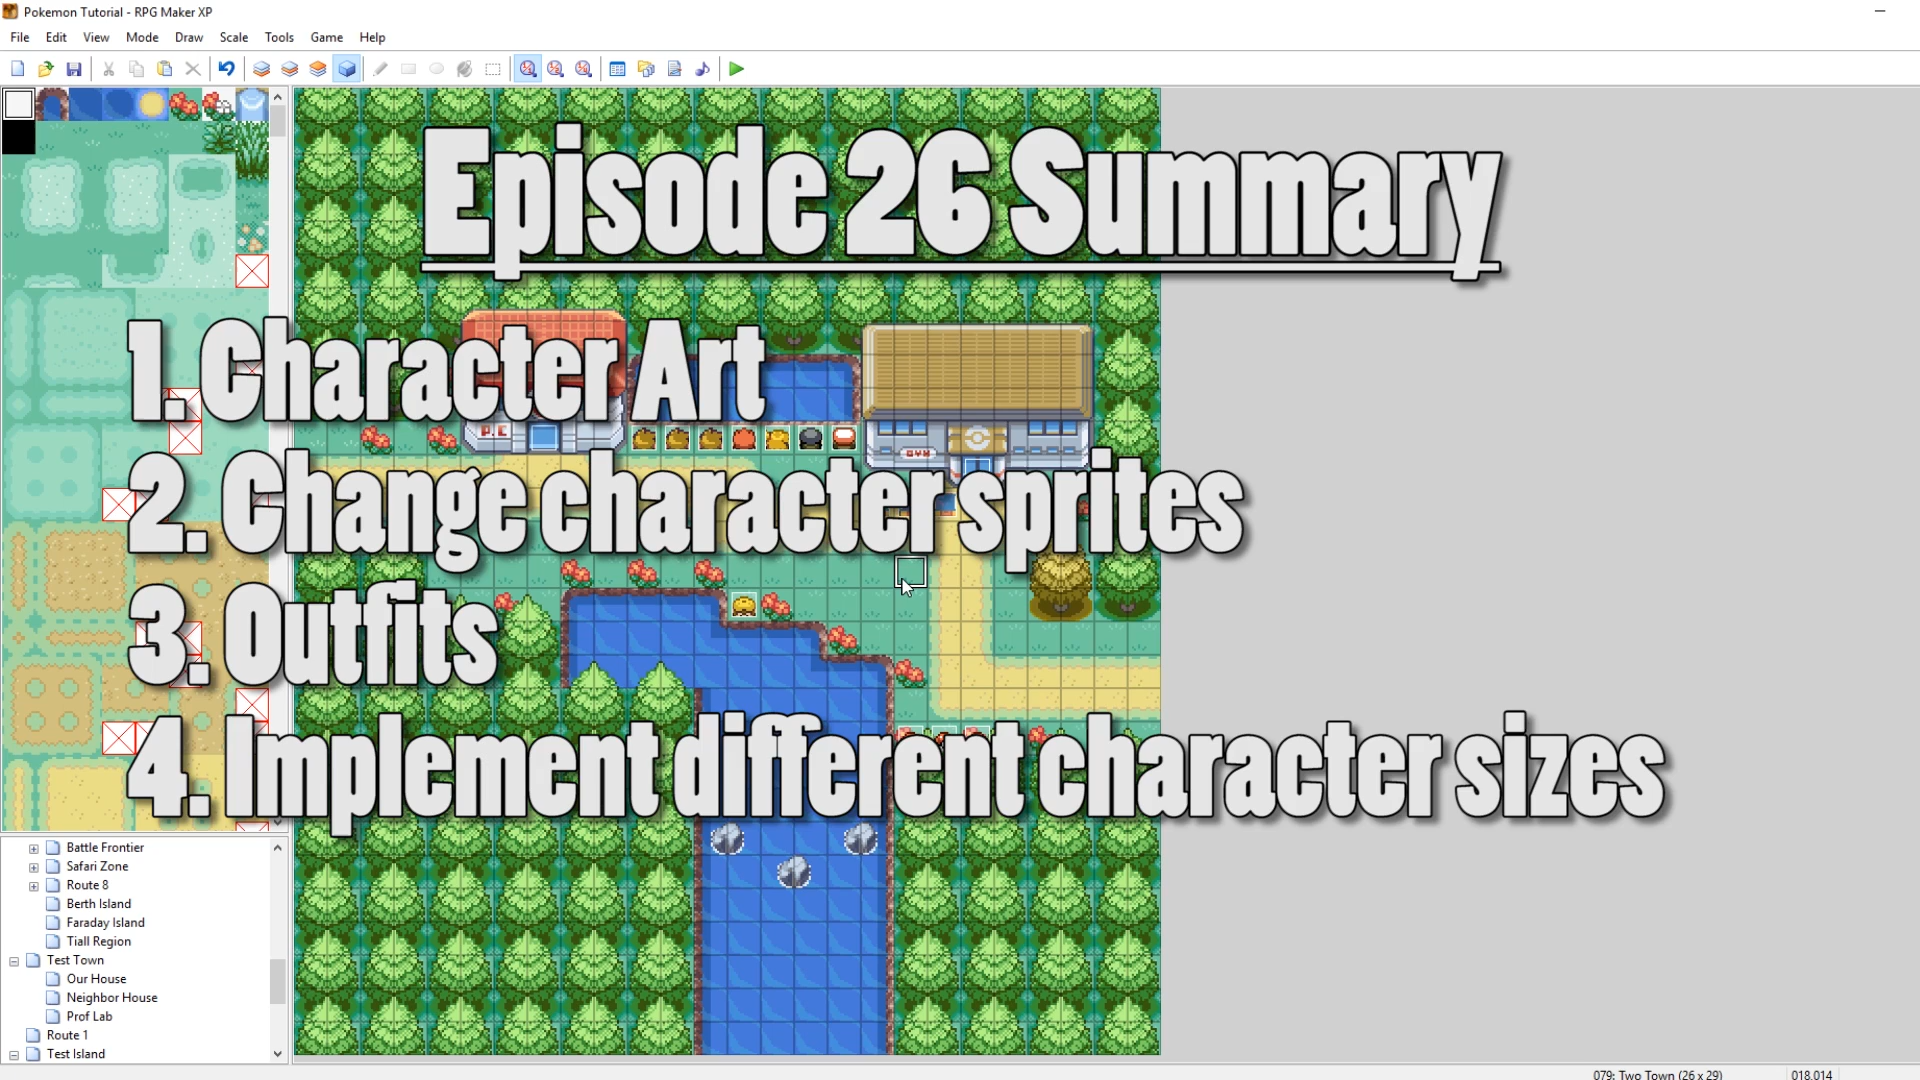 Pokemon Tutorial - RPG Maker XP
File Edit View Mode Draw Scale Tools Game Help
Episode 26 Summary
1. Character Art
P.C
GYM
2. Change character sprites
3. Outfits
4. Implement different character sizes
Battle Frontier
Safari Zone
Route 8
Berth Island
Faraday Island
Tiall Region
Test Town
Our House
Neighbor House
Prof Lab
Route 1
Test Island
079: Two Town (26 x 29) 018,014